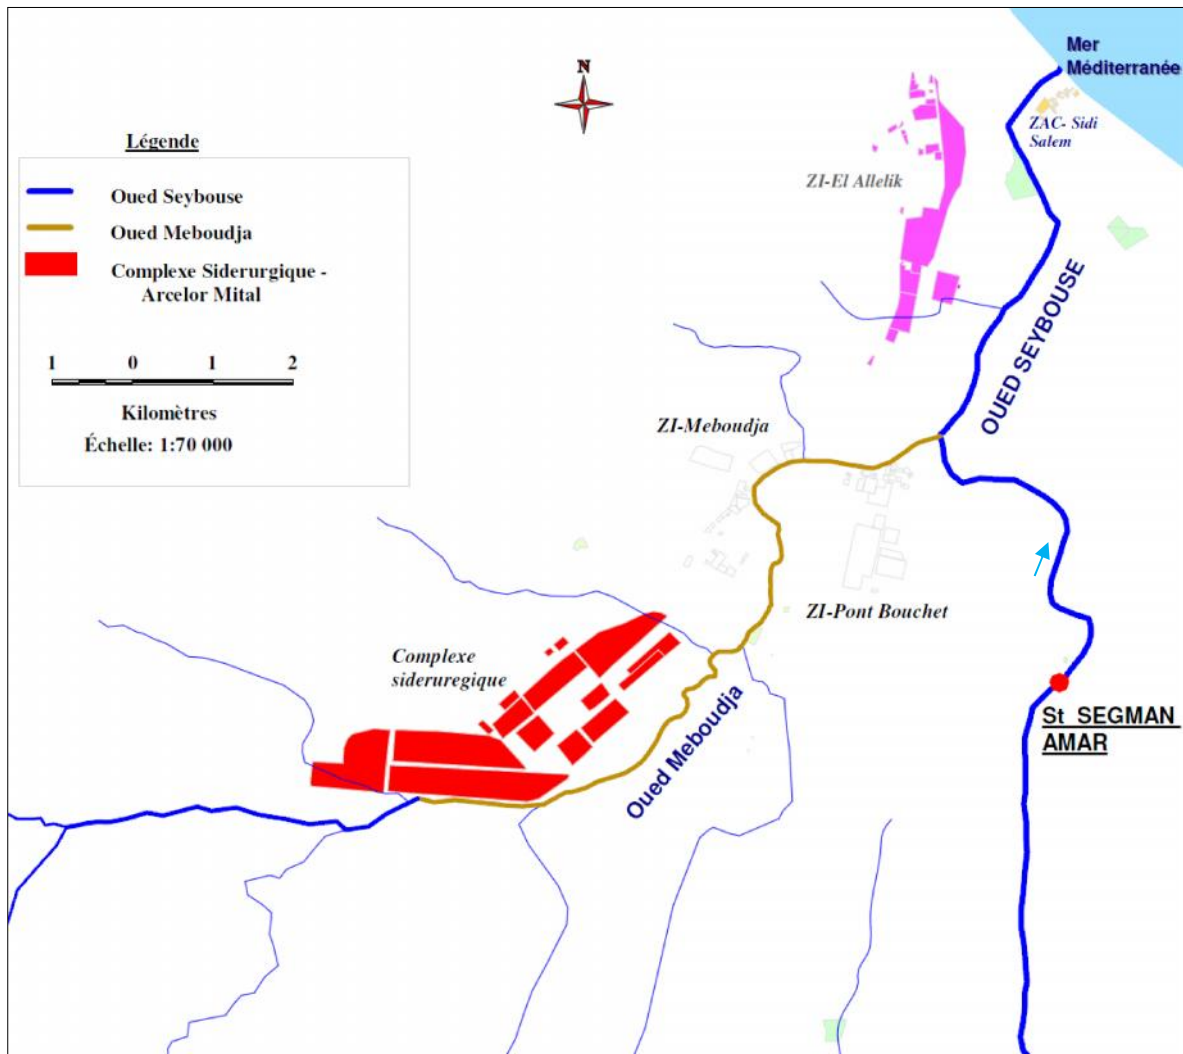 Mer
Méditerranée
N
ZAC- Sidi
Salem
Légende
ZI-El Allelik
Oued Seybouse
Oued Meboudja
Complexe Siderurgique -
Arcelor Mital
OUED SEYBOUSE
1 0 1 2
Kilomètres
Échelle: 1:70 000
ZI-Meboudja
ZI-Pont Bouchet
Complexe
sideruregique
Oued Meboudja
St SEGMAN
AMAR